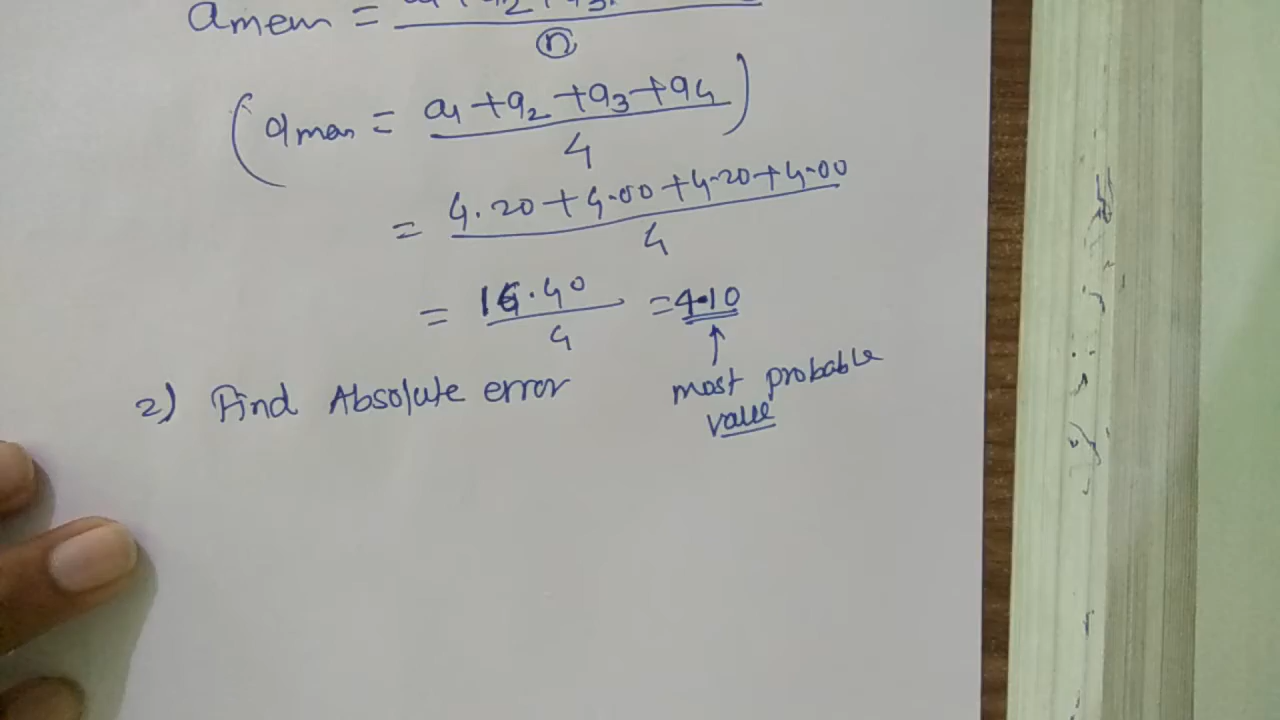 amean =
n
(amean = a1 + a2 + a3 + a4 / 4)
= 4.20 + 4.00 + 4.20 + 4.00 / 4
= 16.40 / 4 = 4.10
2) Find Absolute error
most probable
value